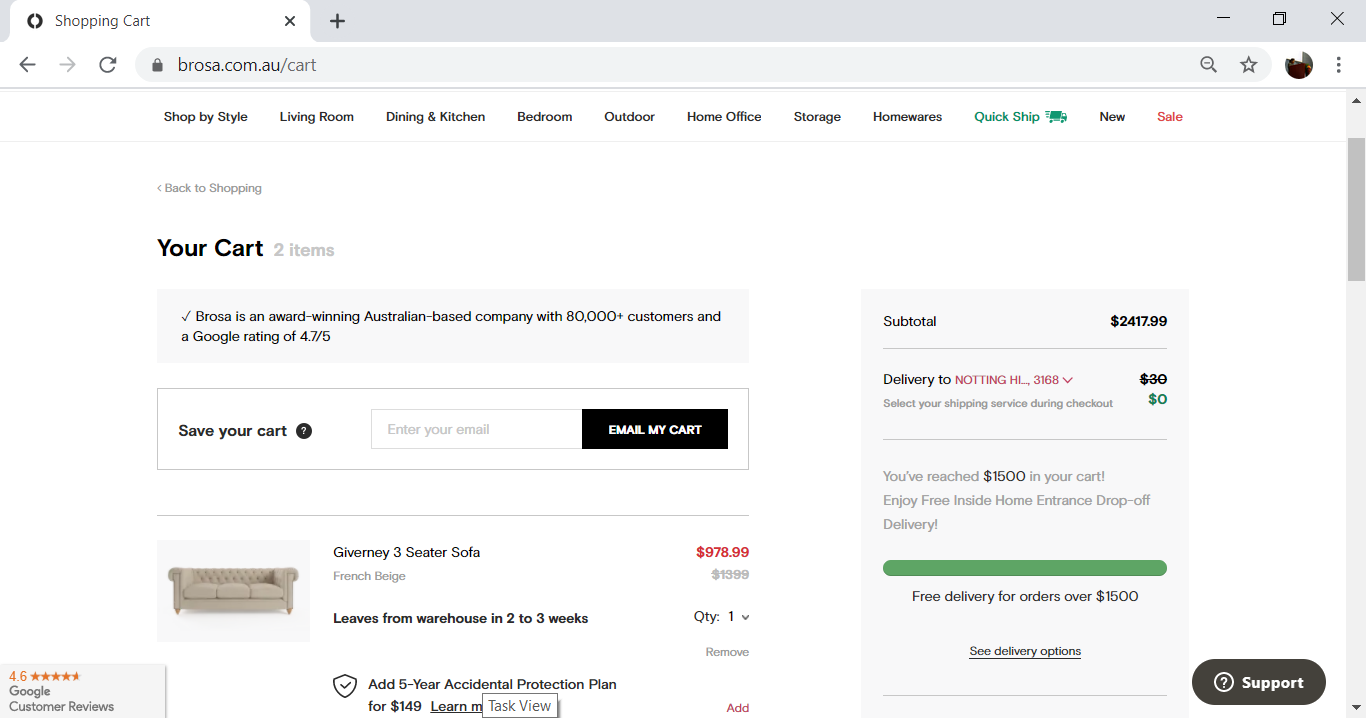 Shopping Cart
brosa.com.au/cart
Shop by Style Living Room Dining & Kitchen Bedroom Outdoor Home Office Storage Homewares Quick Ship New Sale
‹ Back to Shopping
Your Cart 2 items
✓ Brosa is an award-winning Australian-based company with 80,000+ customers and
a Google rating of 4.7/5
Save your cart ? Enter your email EMAIL MY CART
Giverney 3 Seater Sofa $978.99
French Beige $1399
Leaves from warehouse in 2 to 3 weeks Qty: 1
Remove
Add 5-Year Accidental Protection Plan
for $149 Learn m Add
Task View
Subtotal $2417.99
Delivery to NOTTING HI..., 3168 $30
Select your shipping service during checkout $0
You've reached $1500 in your cart!
Enjoy Free Inside Home Entrance Drop-off
Delivery!
Free delivery for orders over $1500
See delivery options
4.6
Google
Customer Reviews
? Support